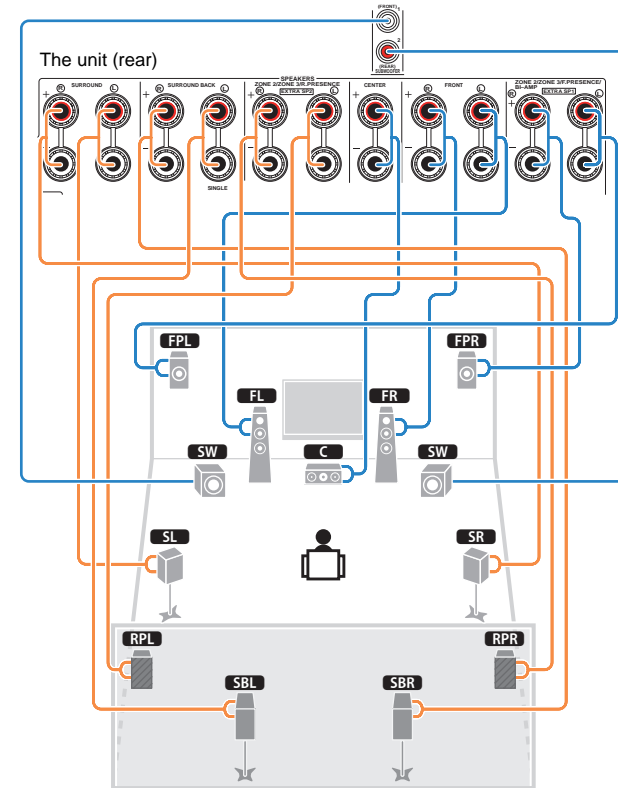 (FRONT) 1
2
(REAR)
SUBWOOFER
The unit (rear)
SPEAKERS
SURROUND
SURROUND BACK
ZONE 2/ZONE 3/R.PRESENCE
EXTRA SP2
CENTER
FRONT
ZONE 2/ZONE 3/F.PRESENCE/
BI-AMP
EXTRA SP1
R L R L R L R L R L
+ + + + + +
− − − − − −
SINGLE
FPL FPR
FL FR
SW C SW
SL SR
RPL RPR
SBL SBR